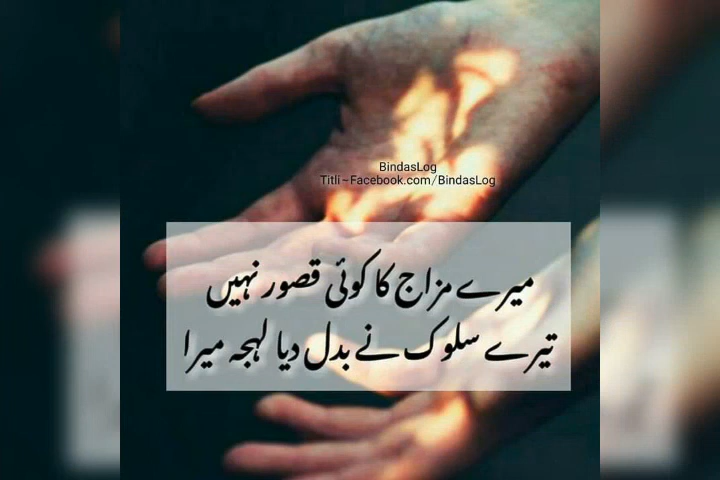 BindasLog
Titli–Facebook.com/BindasLog
میرے مزاج کا کوئی قصور نہیں
تیرے سلوک نے بدل دیا لہجہ میرا